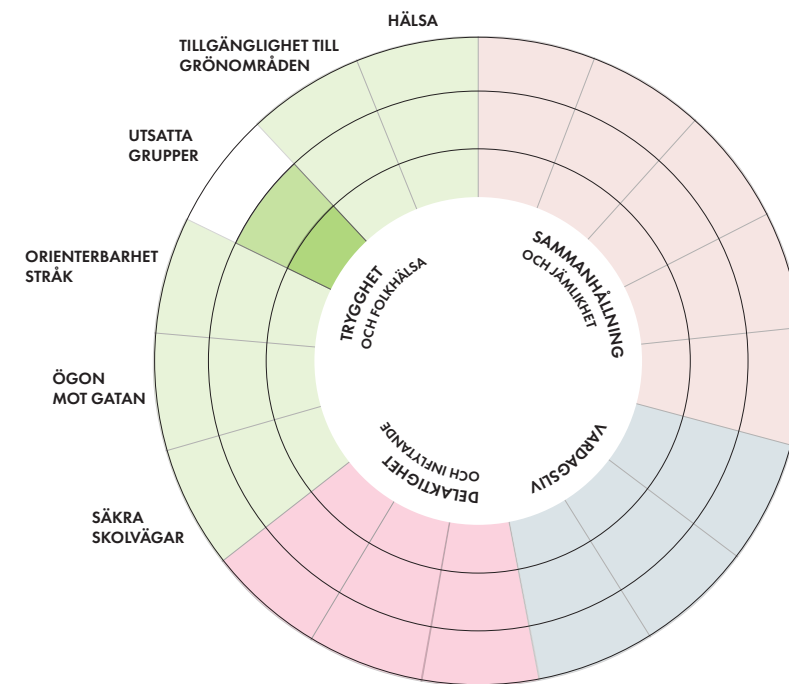 HÄLSA
TILLGÄNGLIGHET TILL
GRÖNOMRÅDEN
UTSATTA
GRUPPER
ORIENTERBARHET
STRÅK
ÖGON
MOT GATAN
SÄKRA
SKOLVÄGAR
TRYGGHET
OCH FOLKHÄLSA
SAMMANHÅLLNING
OCH JÄMLIKHET
DELAKTIGHET
OCH INFLYTANDE
VARDAGSLIV